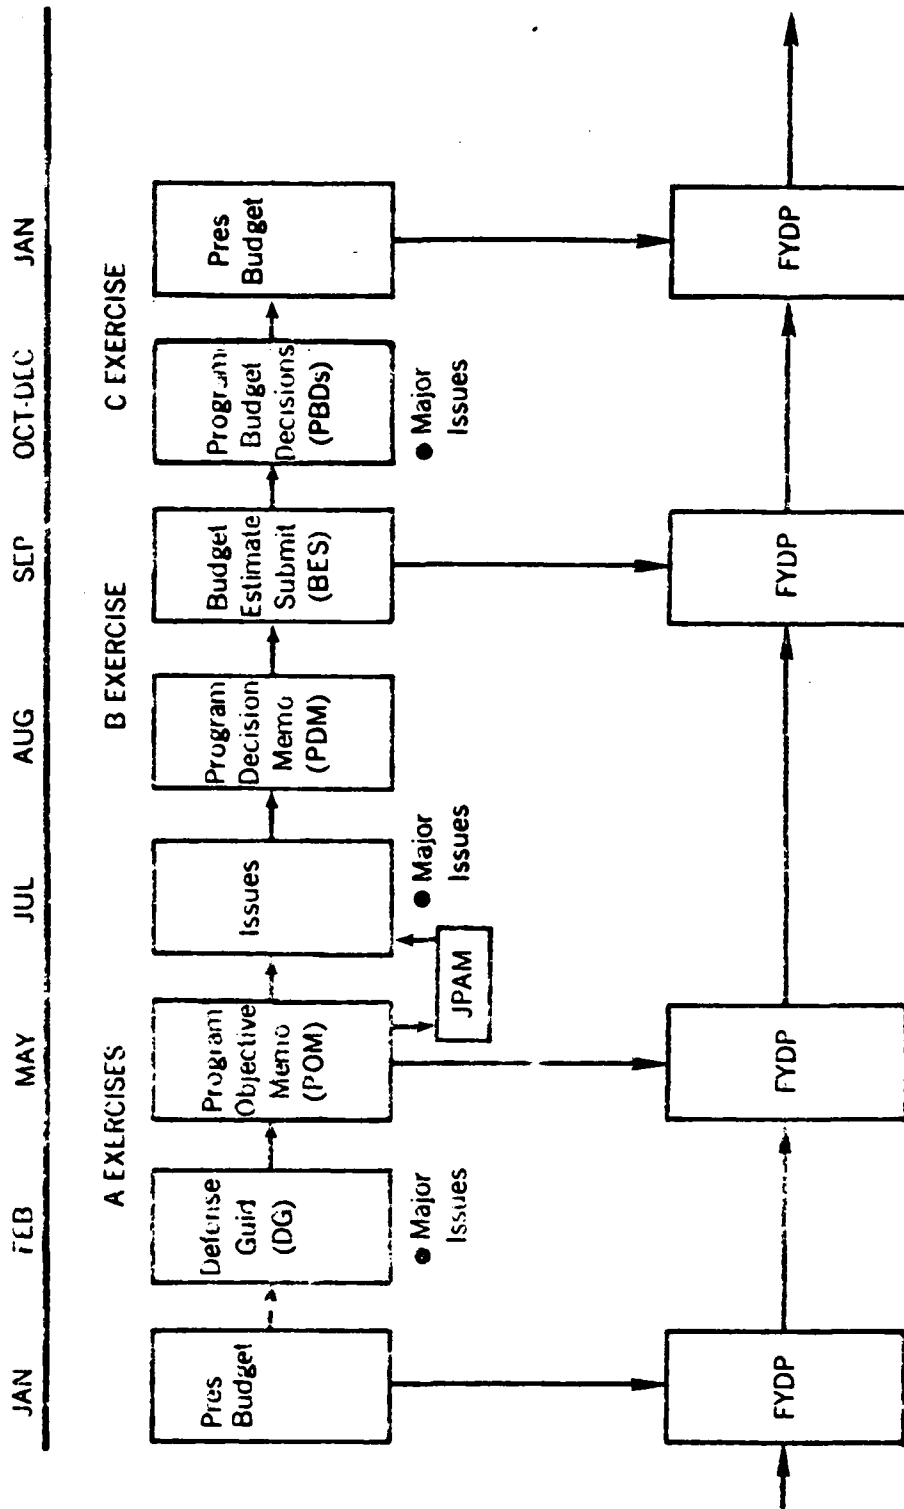 JAN FEB MAY JUL AUG SEP OCT-DEC JAN
A EXERCISES B EXERCISE C EXERCISE
Pres
Budget
Defense
Guid
(DG)
Program
Objective
Memo
(POM)
Issues
Program
Decision
Memo
(PDM)
Budget
Estimate
Submit
(BES)
Program
Budget
Decisions
(PBDs)
Pres
Budget
● Major
Issues
JPAM
● Major
Issues
● Major
Issues
FYDP
FYDP
FYDP
FYDP